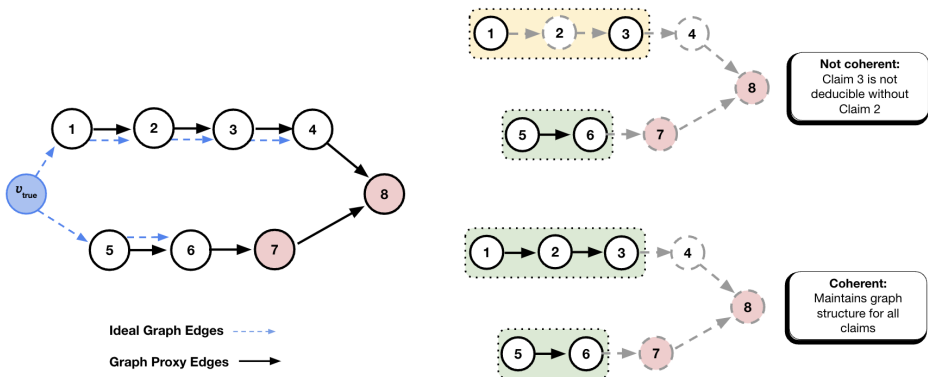 1
2
3
4
v_true
8
5
6
7
Ideal Graph Edges
Graph Proxy Edges
1
2
3
4
8
5
6
7
Not coherent:
Claim 3 is not
deducible without
Claim 2
1
2
3
4
8
5
6
7
Coherent:
Maintains graph
structure for all
claims